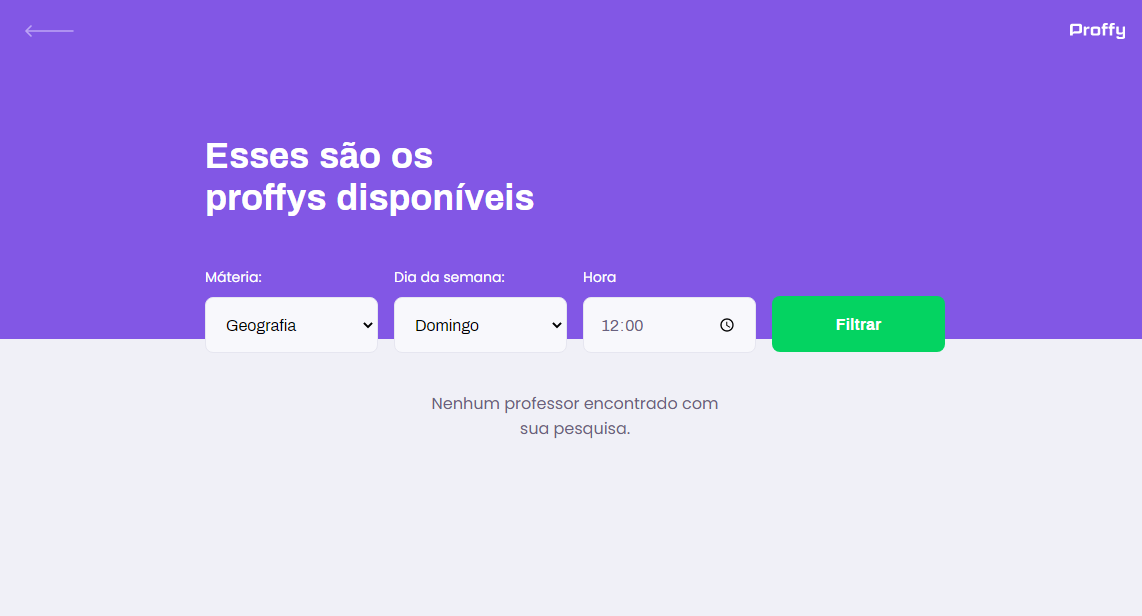 Proffy
Esses são os
proffys disponíveis
Máteria:
Dia da semana:
Hora
Geografia
Domingo
12:00
Filtrar
Nenhum professor encontrado com
sua pesquisa.